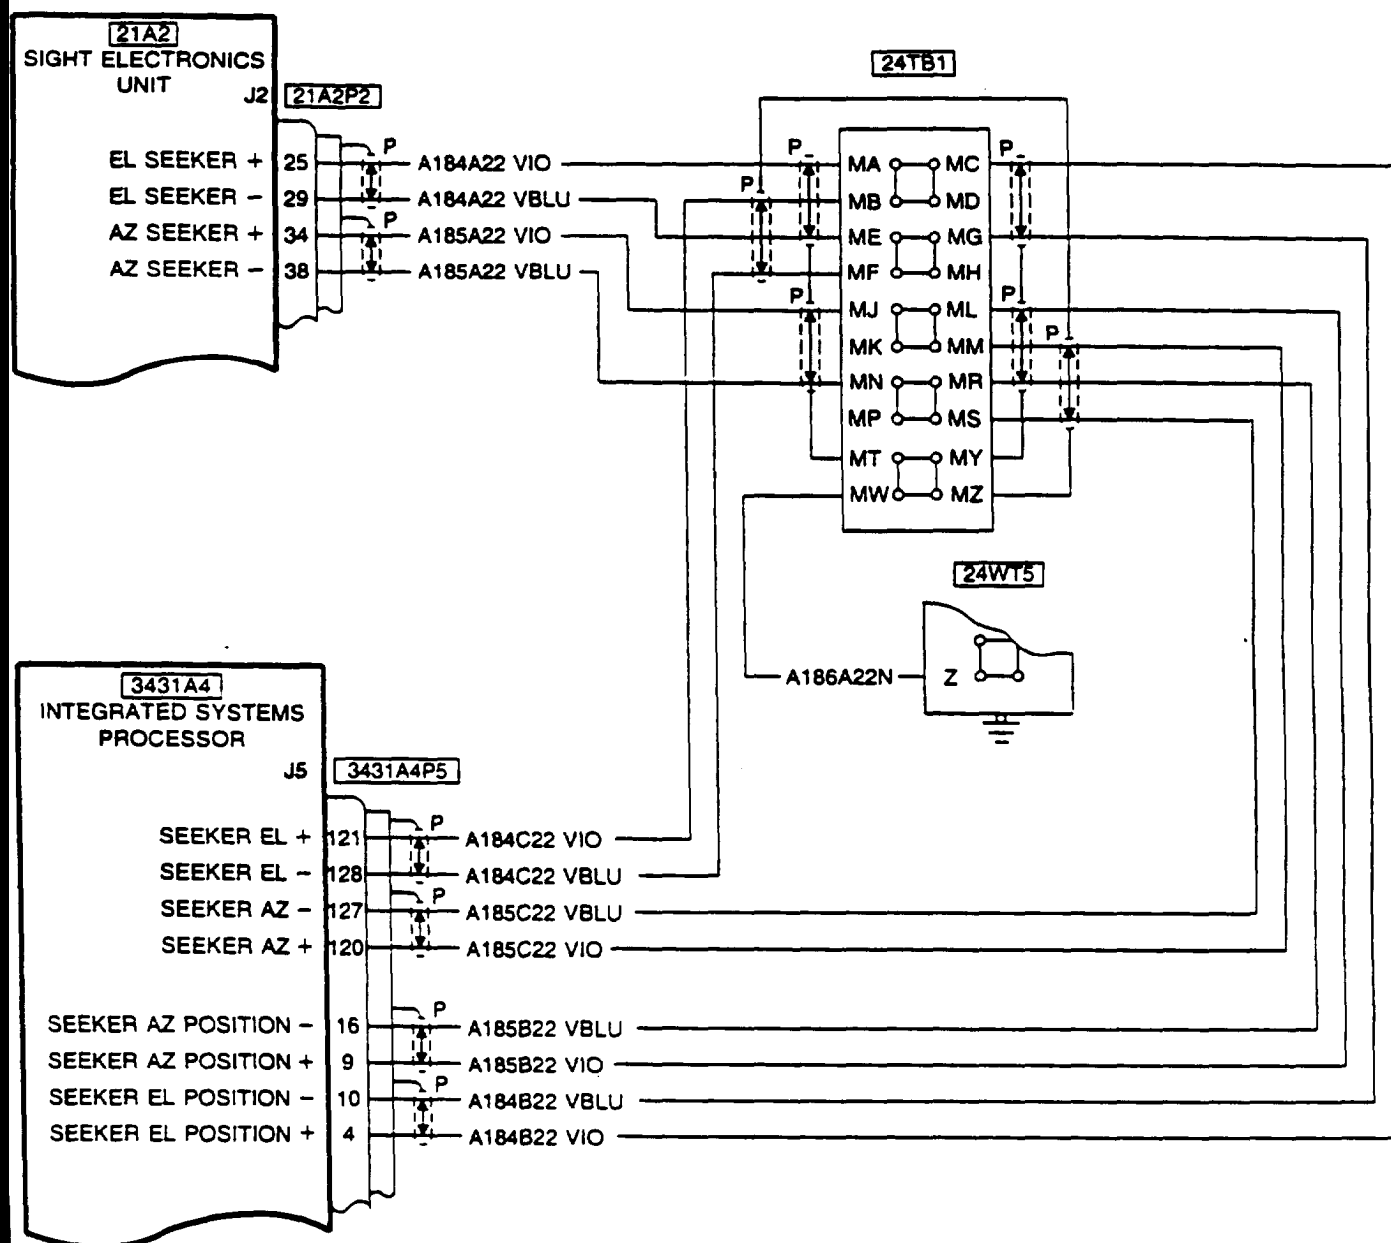 21A2
SIGHT ELECTRONICS
UNIT
J2 21A2P2
EL SEEKER + 25 P A184A22 VIO
EL SEEKER - 29 A184A22 VBLU
AZ SEEKER + 34 P A185A22 VIO
AZ SEEKER - 38 A185A22 VBLU
24TB1
P MA MC P
P MB MD
ME MG
MF MH
P MJ ML P
MK MM P
MN MR
MP MS
MT MY
MW MZ
24WT5
A186A22N Z
3431A4
INTEGRATED SYSTEMS
PROCESSOR
J5 3431A4P5
SEEKER EL + 121 P A184C22 VIO
SEEKER EL - 128 A184C22 VBLU
SEEKER AZ - 127 P A185C22 VBLU
SEEKER AZ + 120 A185C22 VIO
SEEKER AZ POSITION - 16 P A185B22 VBLU
SEEKER AZ POSITION + 9 A185B22 VIO
SEEKER EL POSITION - 10 P A184B22 VBLU
SEEKER EL POSITION + 4 A184B22 VIO